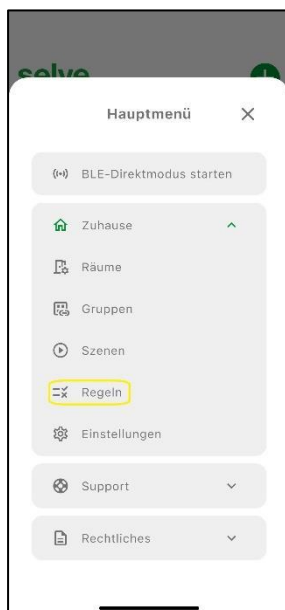 selve
Hauptmenü
BLE-Direktmodus starten
Zuhause
Räume
Gruppen
Szenen
Regeln
Einstellungen
Support
Rechtliches